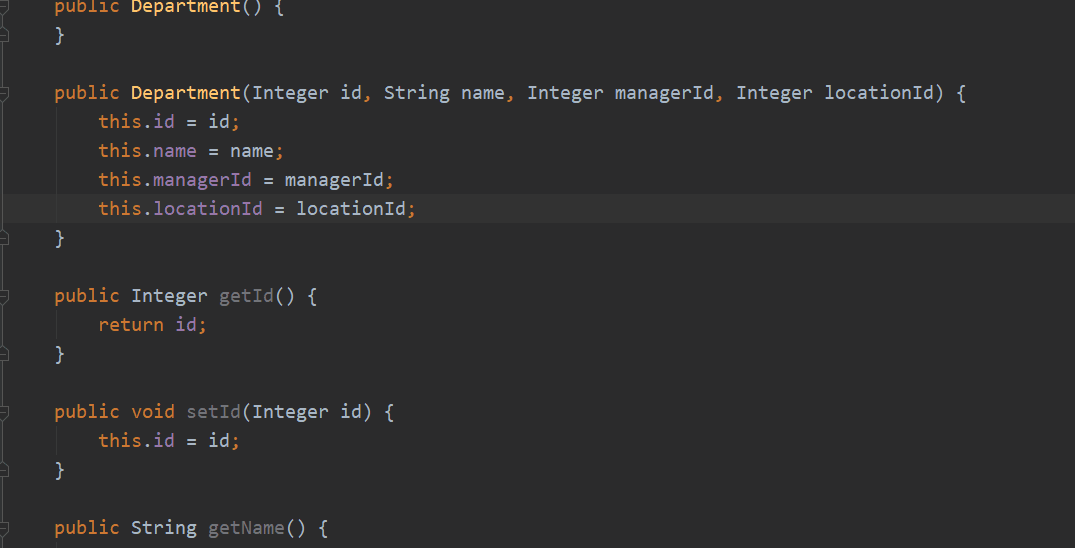 public Department() {
}
public Department(Integer id, String name, Integer managerId, Integer locationId) {
this.id = id;
this.name = name;
this.managerId = managerId;
this.locationId = locationId;
}
public Integer getId() {
return id;
}
public void setId(Integer id) {
this.id = id;
}
public String getName() {